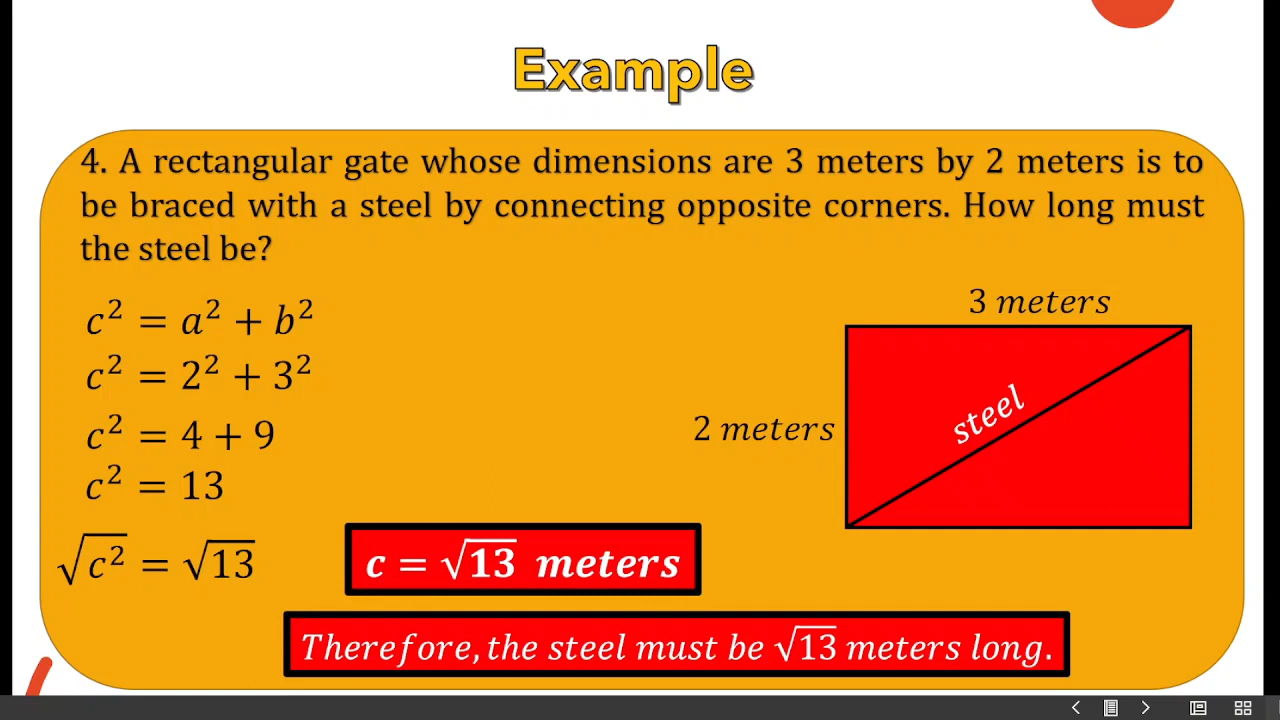 Example
4. A rectangular gate whose dimensions are 3 meters by 2 meters is to
be braced with a steel by connecting opposite corners. How long must
the steel be?
c² = a² + b²
c² = 2² + 3²
c² = 4 + 9
c² = 13
√c² = √13
c = √13 meters
3 meters
2 meters
steel
Therefore, the steel must be √13 meters long.